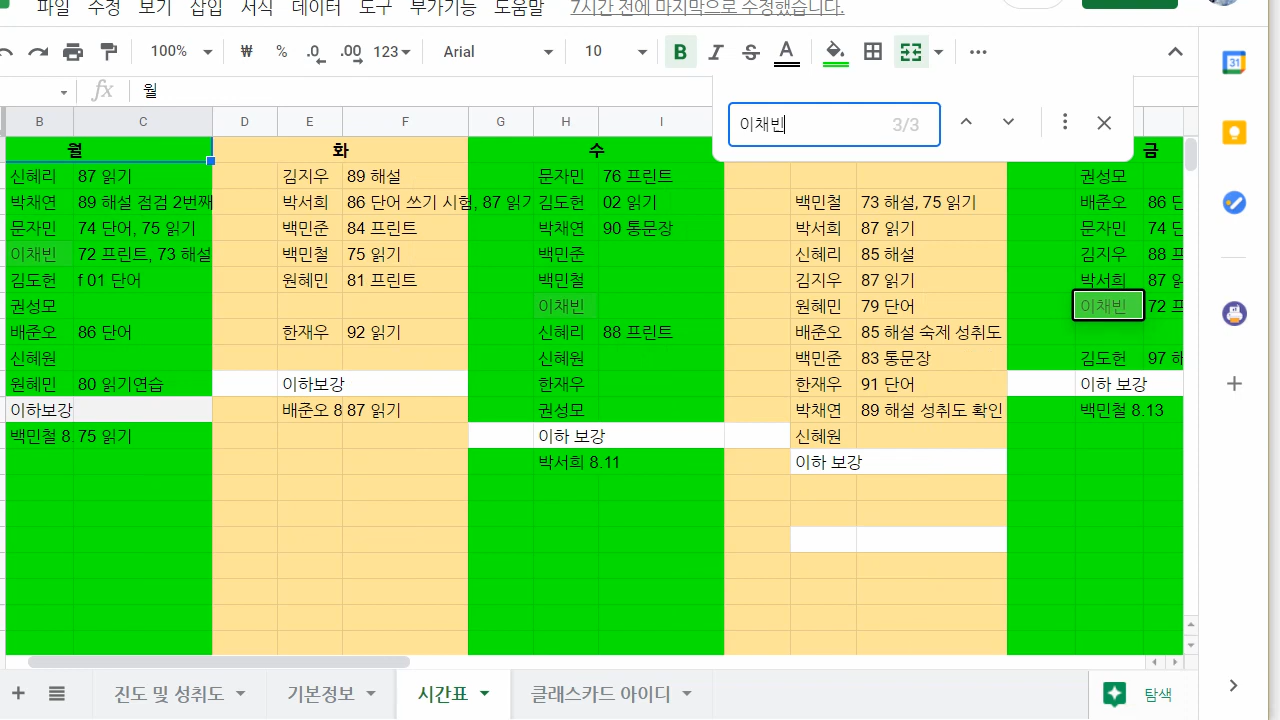 파일 수정 보기 삽입 서식 데이터 도구 부가기능 도움말 7시간 전에 마지막으로 수정했습니다.
100% ₩ % .0 .00 123 Arial 10 B I S A
fx 월
이채빈 3/3
B C D E F G H I
월 화 수 금
신혜리 87 읽기 김지우 89 해설 문자민 76 프린트 권성모
박채연 89 해설 점검 2번째 박서희 86 단어 쓰기 시험, 87 읽기 김도헌 02 읽기 백민철 73 해설, 75 읽기 배준오 86
문자민 74 단어, 75 읽기 백민준 84 프린트 박채연 90 통문장 박서희 87 읽기 문자민 74
이채빈 72 프린트, 73 해설 백민철 75 읽기 백민준 신혜리 85 해설 김지우 88
김도헌 f 01 단어 원혜민 81 프린트 백민철 김지우 87 읽기 박서희 87
권성모 이채빈 원혜민 79 단어 이채빈 72
배준오 86 단어 한재우 92 읽기 신혜리 88 프린트 배준오 85 해설 숙제 성취도
신혜원 신혜원 백민준 83 통문장 김도헌 97
원혜민 80 읽기연습 이하보강 한재우 한재우 91 단어 이하 보강
이하보강 배준오 8 87 읽기 권성모 박채연 89 해설 성취도 확인 백민철 8.13
백민철 8. 75 읽기 이하 보강 신혜원
박서희 8.11 이하 보강
진도 및 성취도 기본정보 시간표 클래스카드 아이디 탐색
31